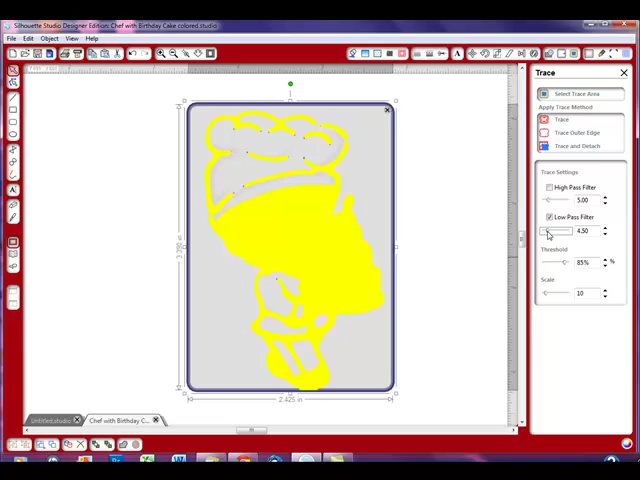 Silhouette Studio Designer Edition: Chef with Birthday Cake colored.studio
File Edit Object View Help
Trace
Select Trace Area
Apply Trace Method
Trace
Trace Outer Edge
Trace and Detach
Trace Settings
High Pass Filter
5.00
Low Pass Filter
4.50
Threshold
85% %
Scale
10
2.425 in
Untitled.studio
Chef with Birthday C...